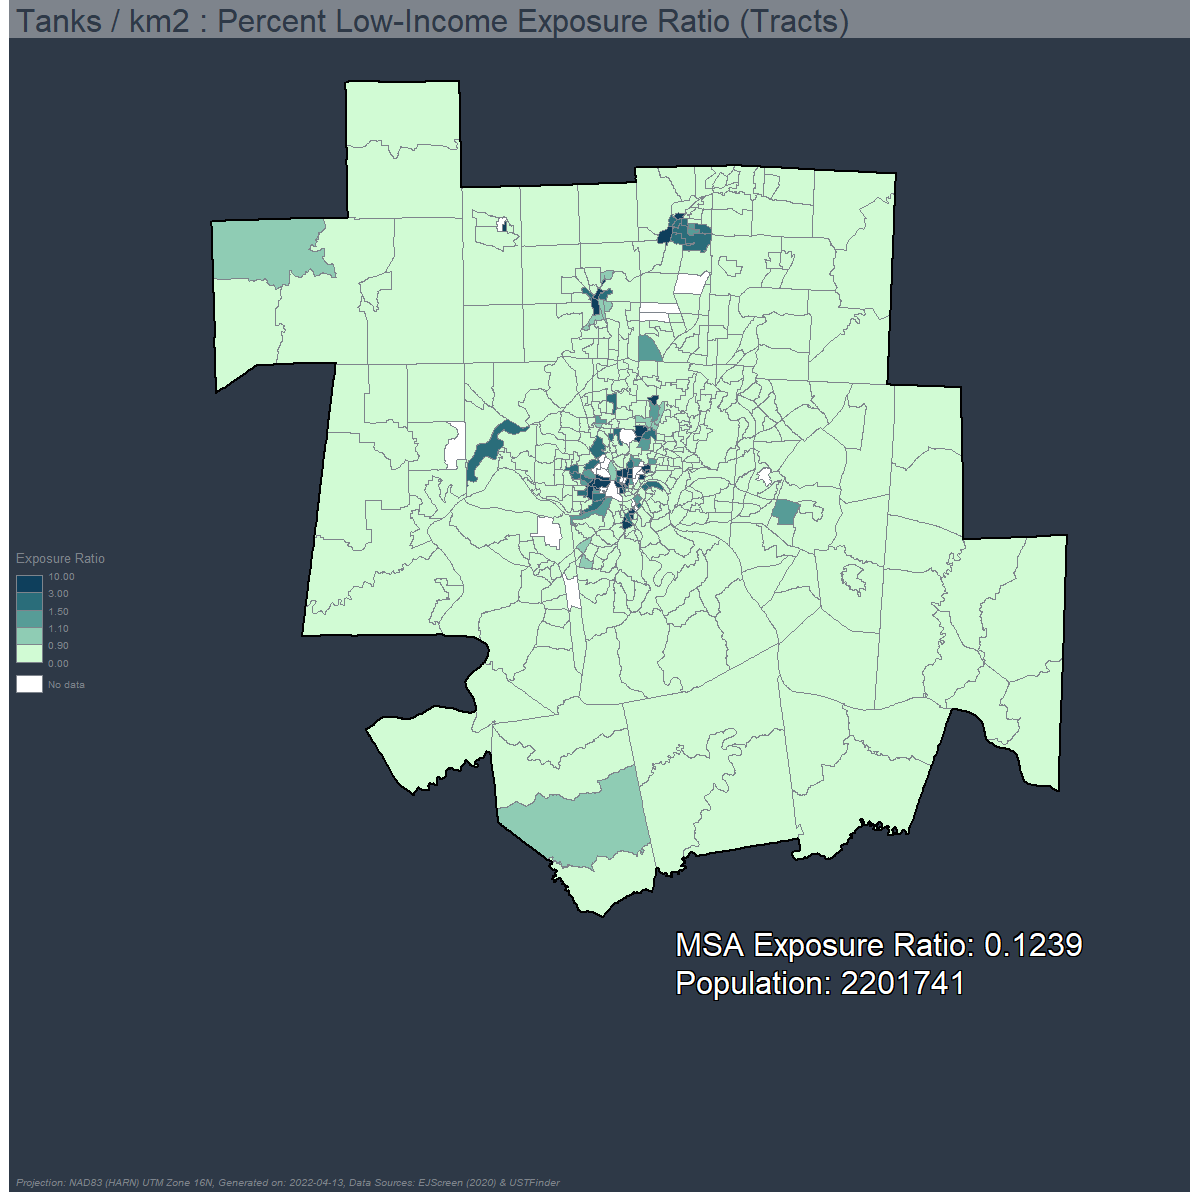 Tanks / km2 : Percent Low-Income Exposure Ratio (Tracts)
Exposure Ratio
10.00
3.00
1.50
1.10
0.90
0.00
No data
MSA Exposure Ratio: 0.1239
Population: 2201741
Projection: NAD83 (HARN) UTM Zone 16N, Generated on: 2022-04-13, Data Sources: EJScreen (2020) & USTFinder